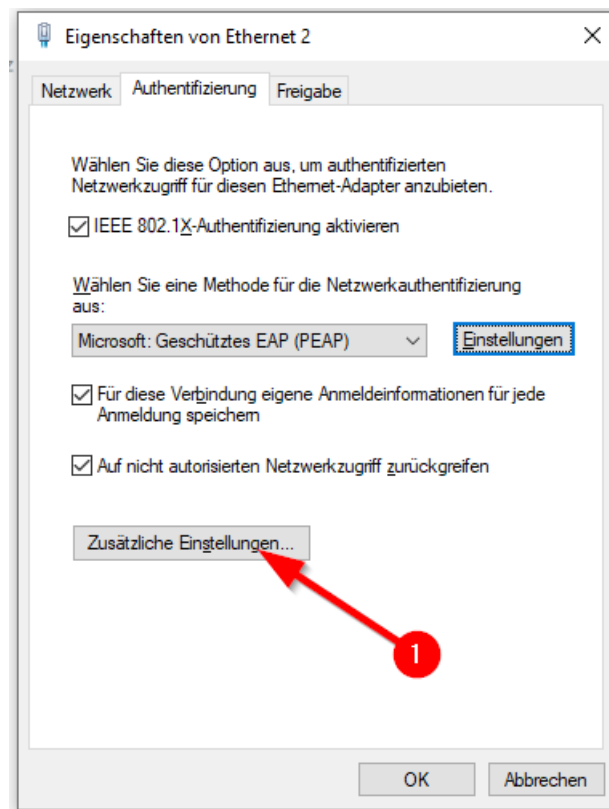 Eigenschaften von Ethernet 2
Netzwerk Authentifizierung Freigabe
Wählen Sie diese Option aus, um authentifizierten
Netzwerkzugriff für diesen Ethernet-Adapter anzubieten.
IEEE 802.1X-Authentifizierung aktivieren
Wählen Sie eine Methode für die Netzwerkauthentifizierung
aus:
Microsoft: Geschütztes EAP (PEAP) Einstellungen
Für diese Verbindung eigene Anmeldeinformationen für jede
Anmeldung speichern
Auf nicht autorisierten Netzwerkzugriff zurückgreifen
Zusätzliche Einstellungen...
1
OK Abbrechen